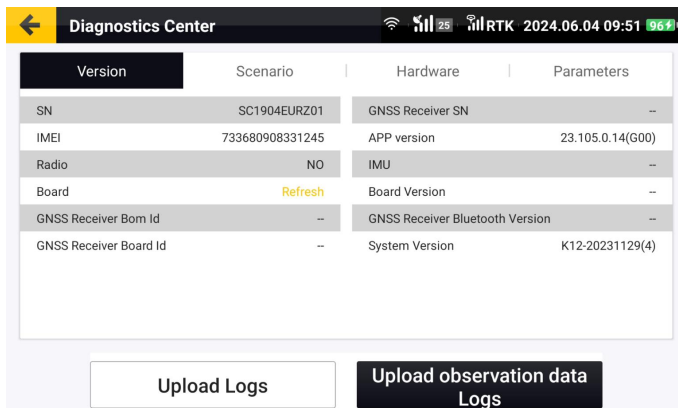 Diagnostics Center 25 RTK 2024.06.04 09:51 96
Version Scenario Hardware Parameters
SN SC1904EURZ01 GNSS Receiver SN --
IMEI 733680908331245 APP version 23.105.0.14(G00)
Radio NO IMU --
Board Refresh Board Version --
GNSS Receiver Bom Id -- GNSS Receiver Bluetooth Version --
GNSS Receiver Board Id -- System Version K12-20231129(4)
Upload Logs
Upload observation data
Logs